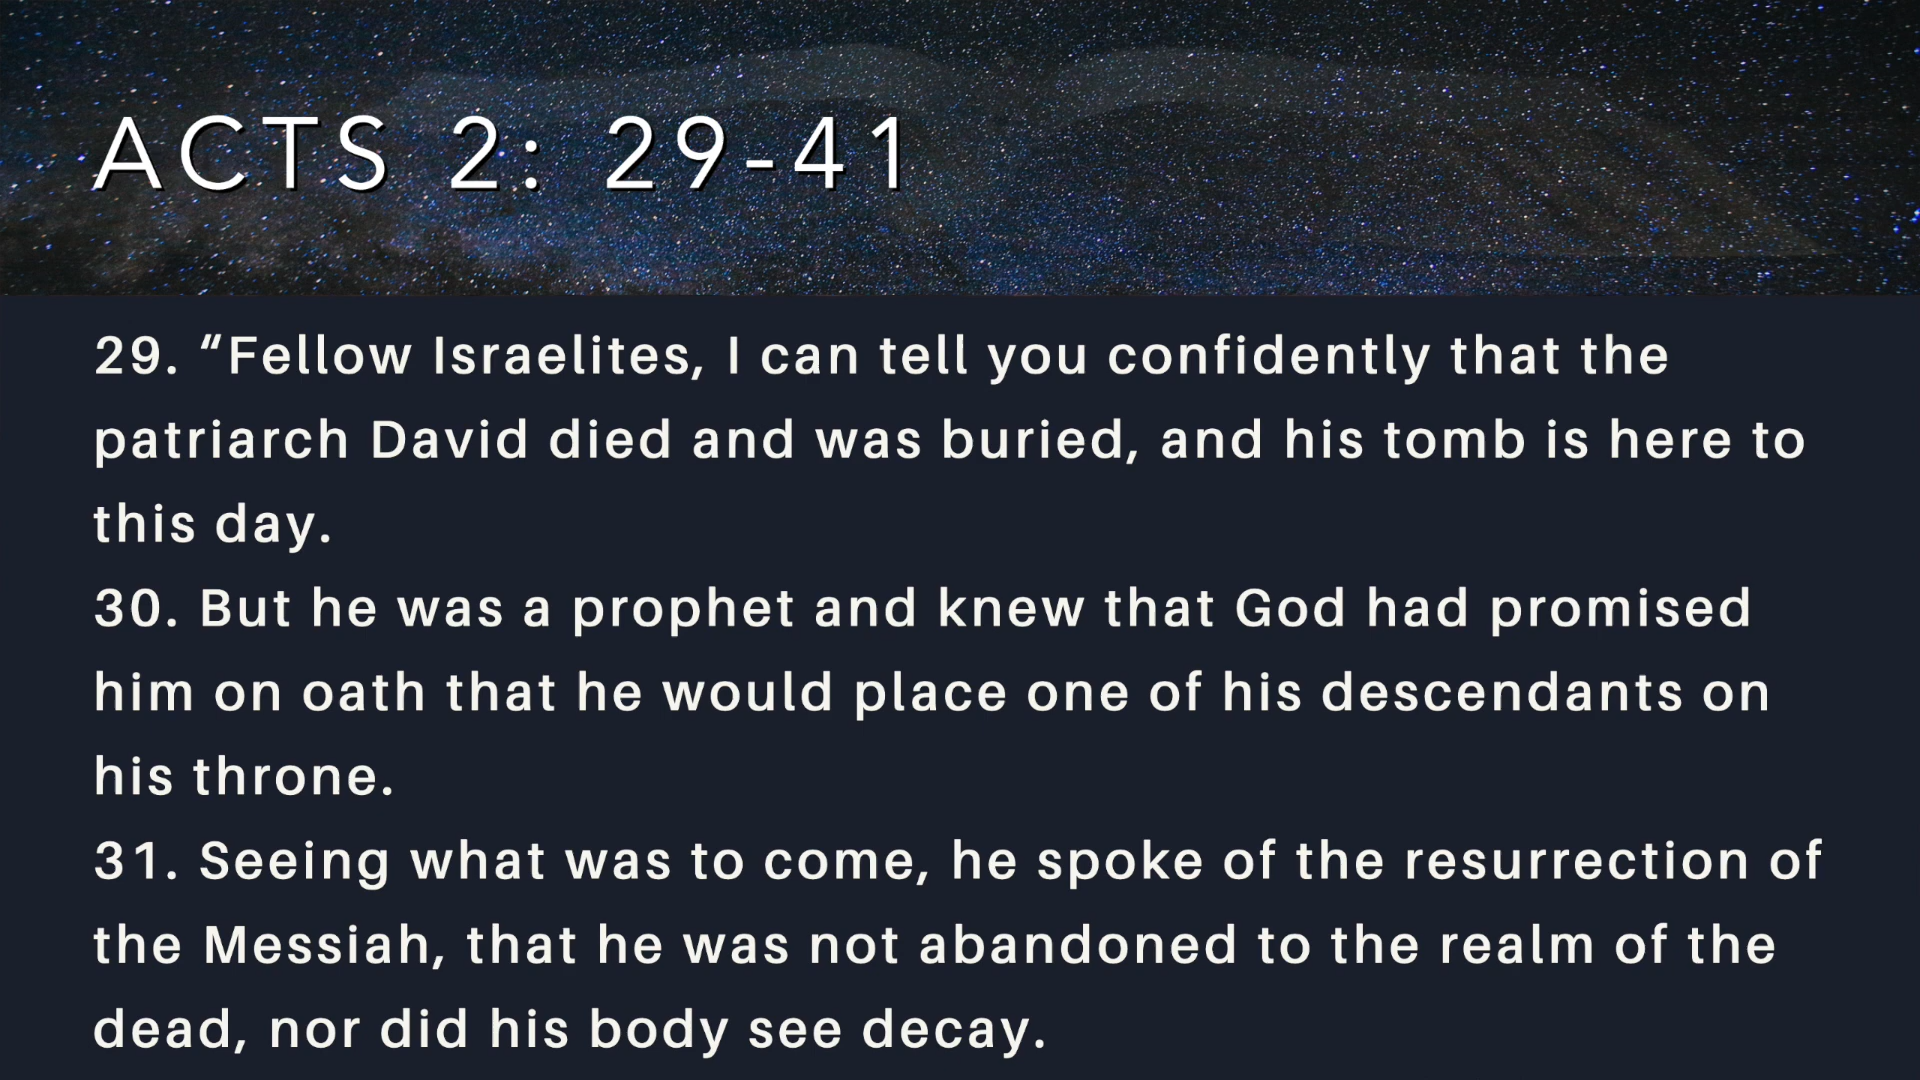 ACTS 2: 29-41
29. “Fellow Israelites, I can tell you confidently that the
patriarch David died and was buried, and his tomb is here to
this day.
30. But he was a prophet and knew that God had promised
him on oath that he would place one of his descendants on
his throne.
31. Seeing what was to come, he spoke of the resurrection of
the Messiah, that he was not abandoned to the realm of the
dead, nor did his body see decay.